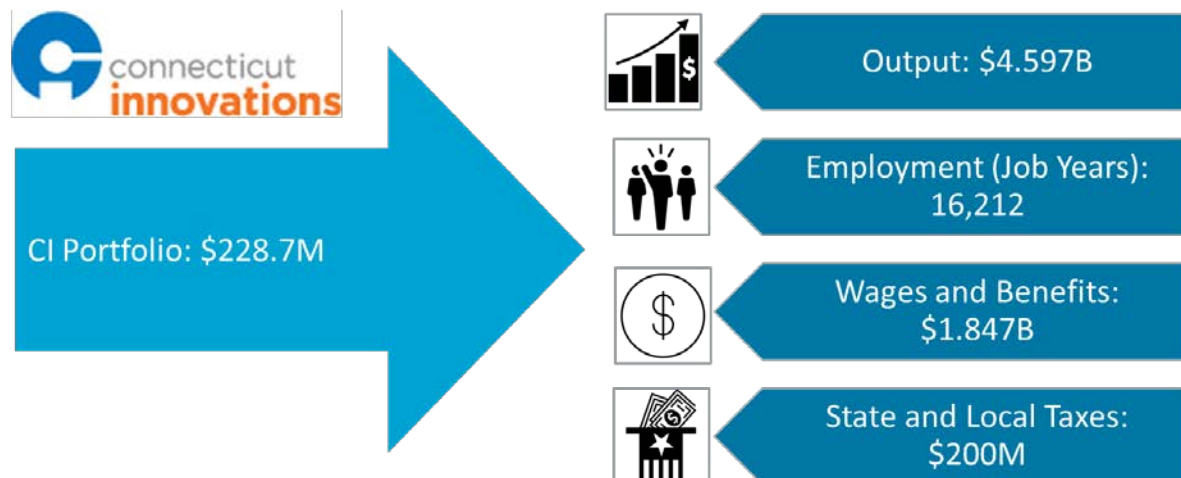 connecticut
innovations
CI Portfolio: $228.7M
$
Output: $4.597B
Employment (Job Years):
16,212
$
Wages and Benefits:
$1.847B
$
State and Local Taxes:
$200M